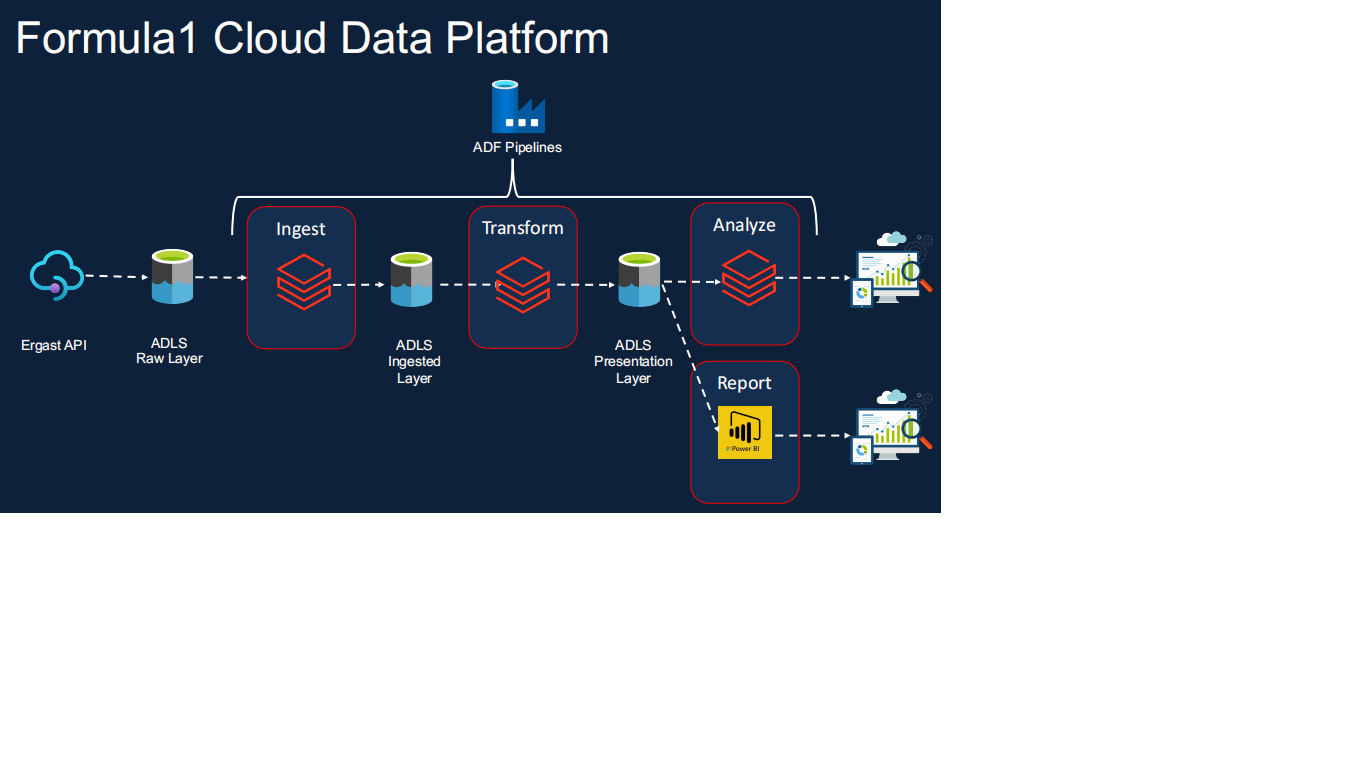 Formula1 Cloud Data Platform
ADF Pipelines
Ingest
Transform
Analyze
Ergast API
ADLS
Raw Layer
ADLS
Ingested
Layer
ADLS
Presentation
Layer
Report
Power BI